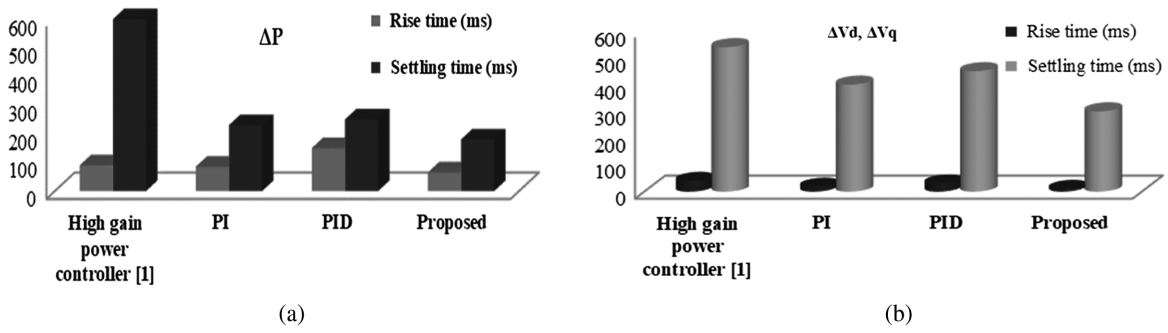 600
500
400
300
200
100
0
ΔP
Rise time (ms)
Settling time (ms)
High gain
power
controller [1]
PI
PID
Proposed
(a)
600
500
400
300
200
100
0
ΔVd, ΔVq
Rise time (ms)
Settling time (ms)
High gain
power
controller [1]
PI
PID
Proposed
(b)